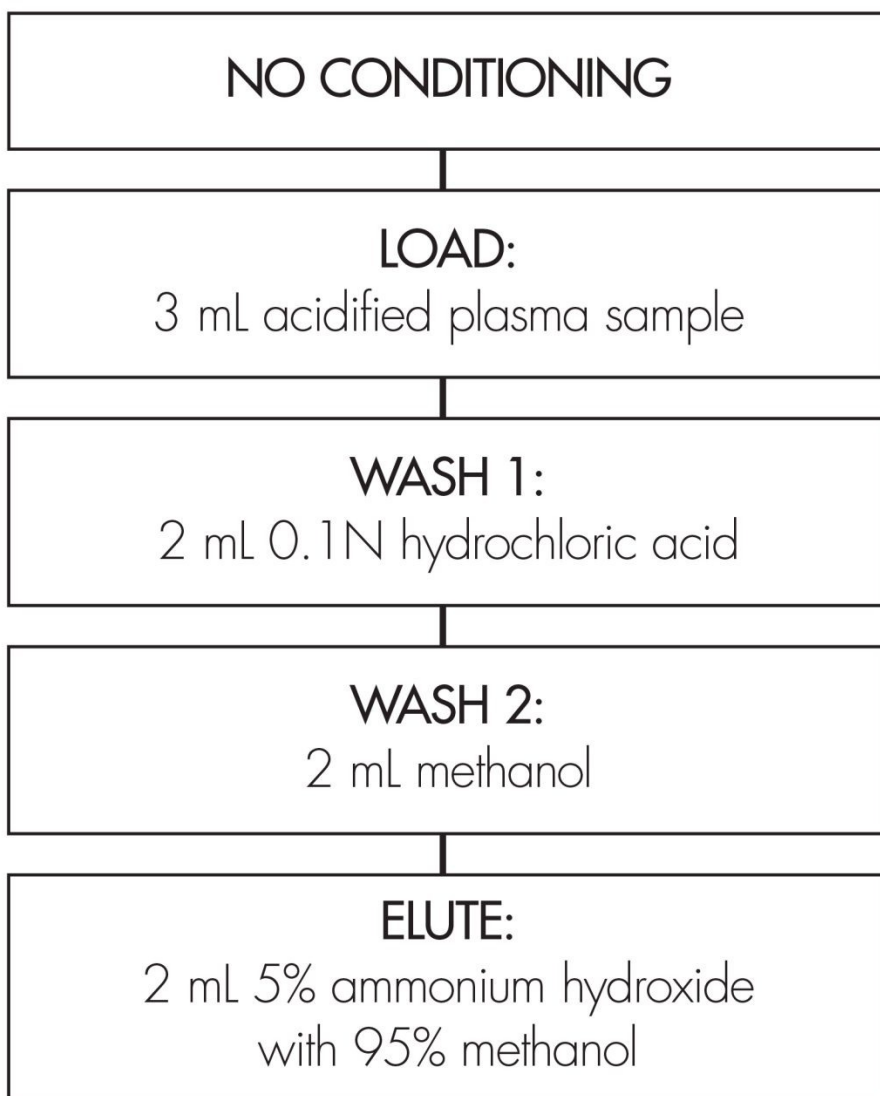 NO CONDITIONING
LOAD:
3 mL acidified plasma sample
WASH 1:
2 mL 0.1N hydrochloric acid
WASH 2:
2 mL methanol
ELUTE:
2 mL 5% ammonium hydroxide
with 95% methanol